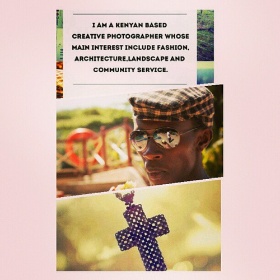 I AM A KENYAN BASED
CREATIVE PHOTOGRAPHER WHOSE
MAIN INTEREST INCLUDE FASHION,
ARCHITECTURE,LANDSCAPE AND
COMMUNITY SERVICE.